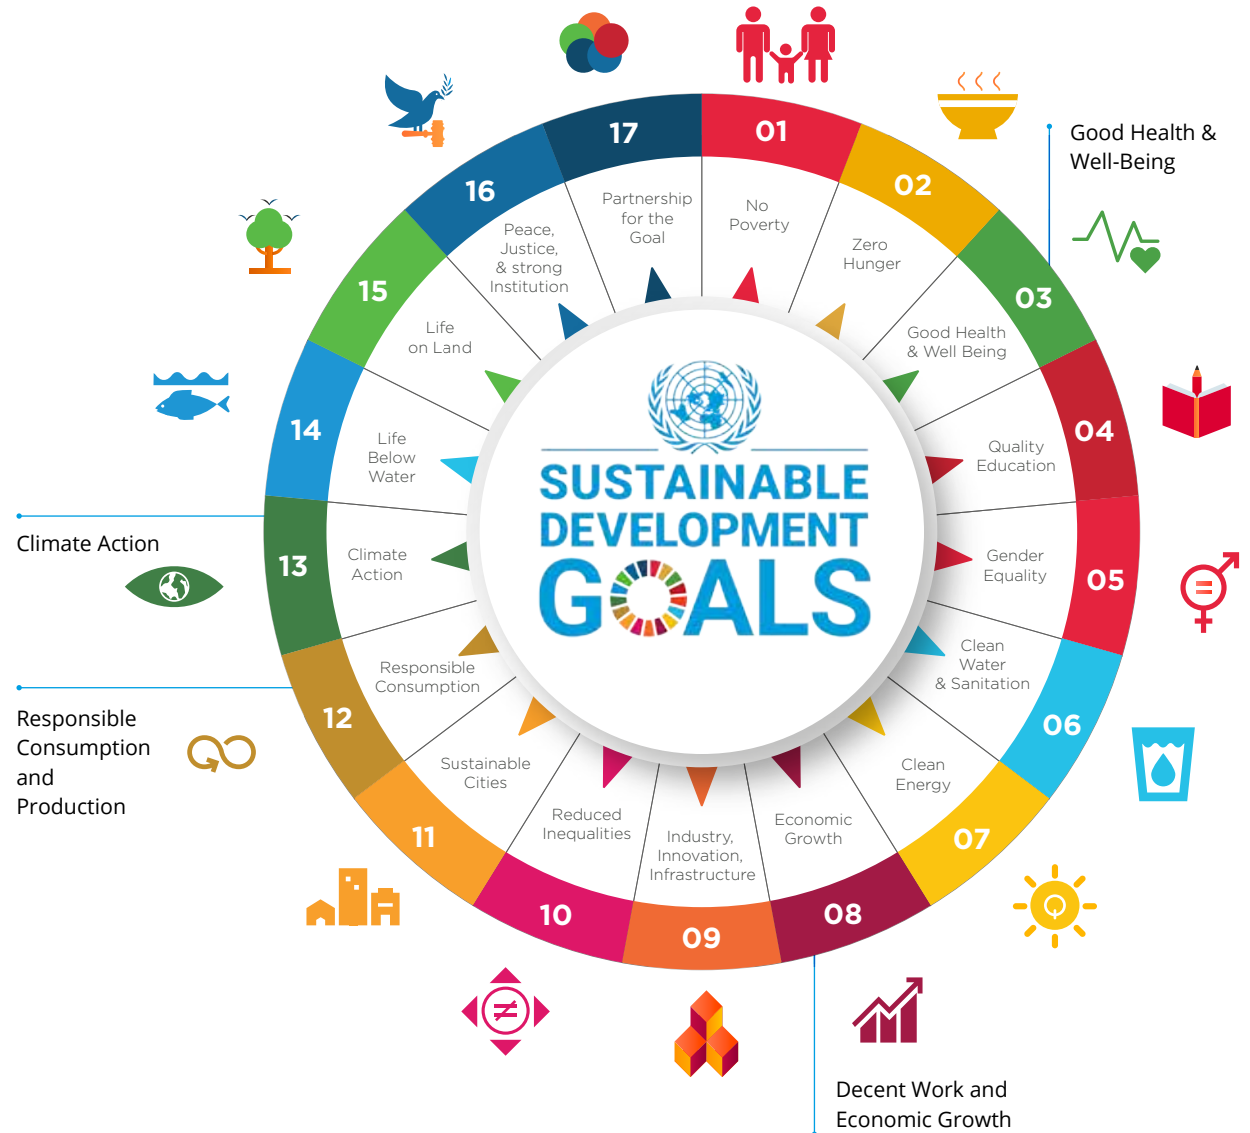 01
No
Poverty
02
Zero
Hunger
03
Good Health
& Well Being
04
Quality
Education
05
Gender
Equality
06
Clean
Water
& Sanitation
07
Clean
Energy
08
Economic
Growth
09
Industry,
Innovation,
Infrastructure
10
Reduced
Inequalities
11
Sustainable
Cities
12
Responsible
Consumption
13
Climate
Action
14
Life
Below
Water
15
Life
on Land
16
Peace,
Justice,
& strong
Institution
17
Partnership
for the
Goal
SUSTAINABLE
DEVELOPMENT
GOALS
Good Health &
Well-Being
Climate Action
Responsible
Consumption
and
Production
Decent Work and
Economic Growth